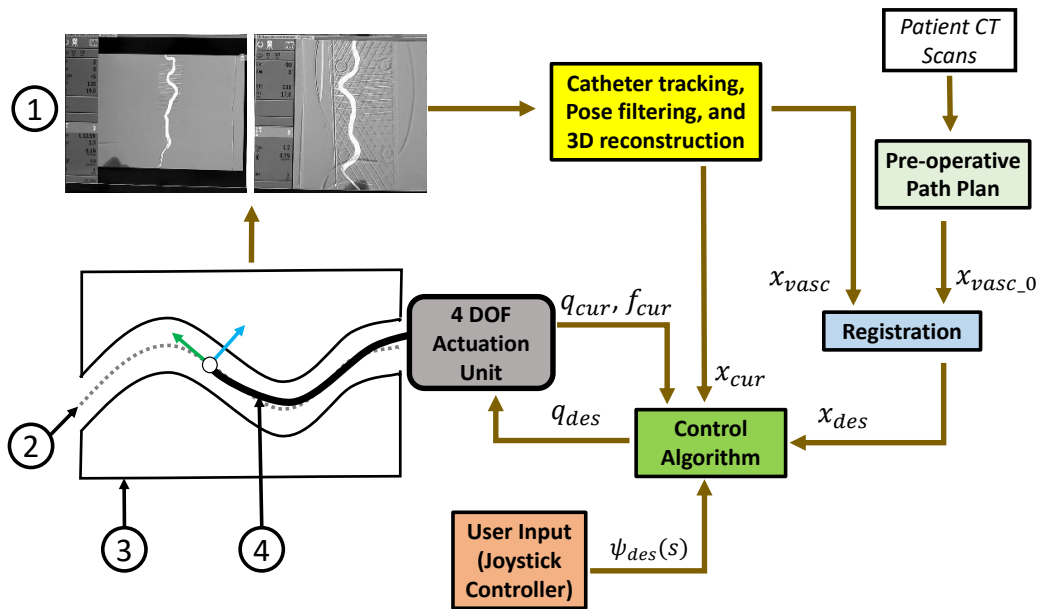 Patient CT
Scans
1
Catheter tracking,
Pose filtering, and
3D reconstruction
Pre-operative
Path Plan
x_vasc
x_vasc_0
4 DOF
Actuation
Unit
q_cur, f_cur
Registration
x_cur
q_des
x_des
Control
Algorithm
2
3
4
User Input
(Joystick
Controller)
ψ_des(s)